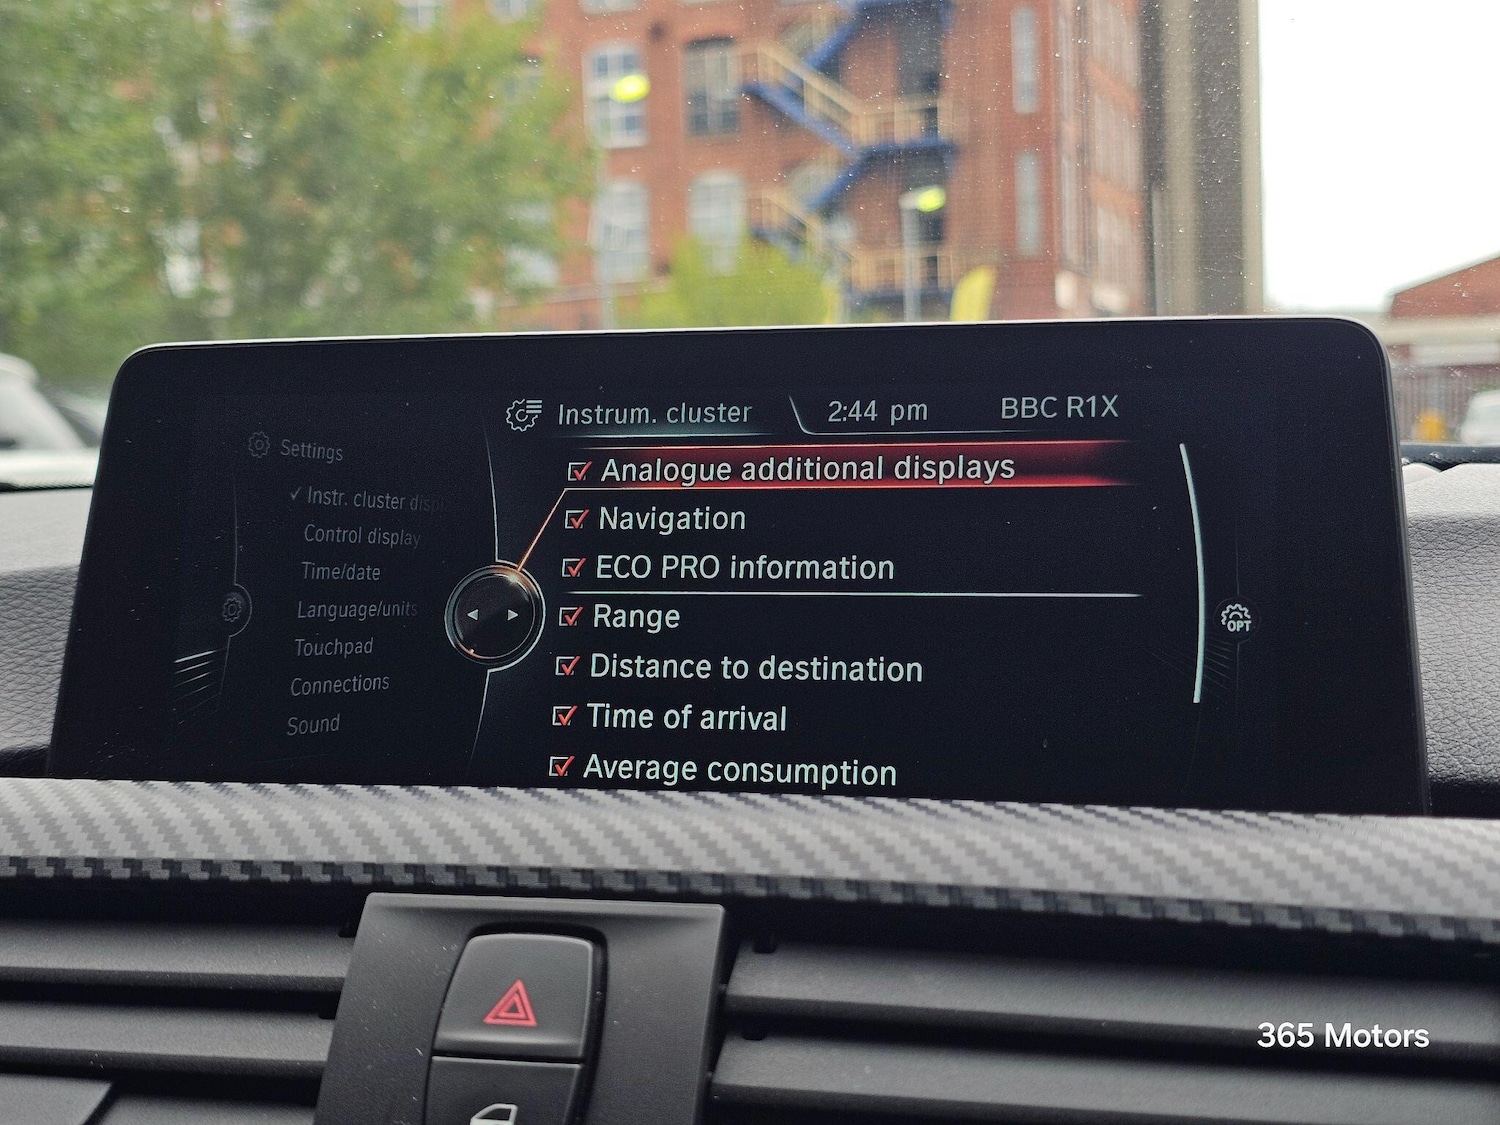 Instrum. cluster
2:44 pm
BBC R1X
Settings
Instr. cluster displ
Control display
Time/date
Language/units
Touchpad
Connections
Sound
Analogue additional displays
Navigation
ECO PRO information
Range
Distance to destination
Time of arrival
Average consumption
OPT
365 Motors